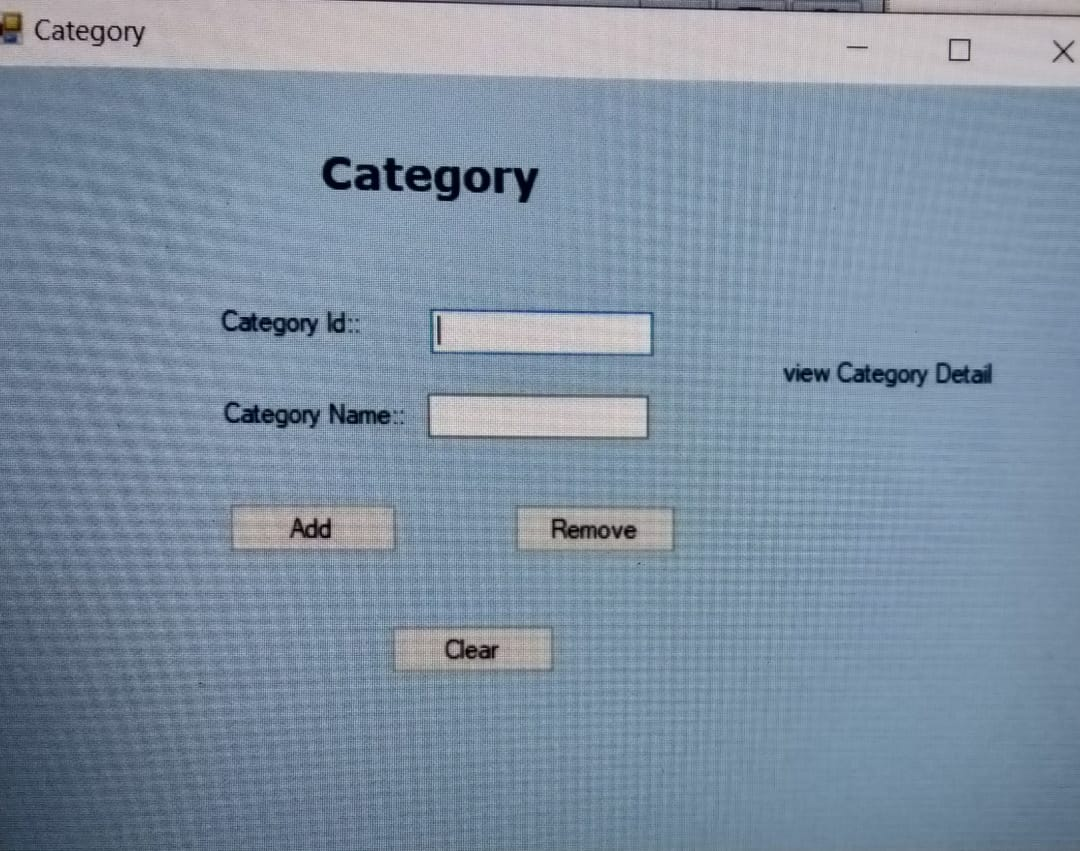 Category
Category
Category Id::
view Category Detail
Category Name::
Add
Remove
Clear